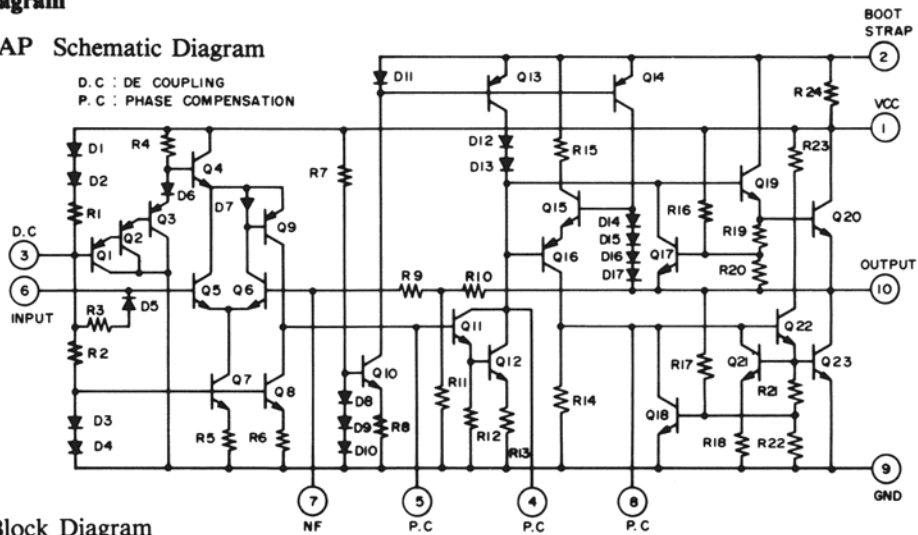 agram
AP Schematic Diagram
D.C : DE COUPLING
P.C : PHASE COMPENSATION
BOOT
STRAP
2
D11
Q13
Q14
R24
VCC
1
R4
D1
Q4
R7
D12
R15
R23
D2
D6
D13
Q19
R1
Q3
D7
Q9
Q15
D14
R16
Q20
D.C
3
Q2
Q1
D15
R19
Q16
D16
Q17
R20
D17
6
INPUT
D5
Q5
Q6
R9
R10
OUTPUT
10
R3
Q11
Q22
R2
Q12
R17
Q21
Q23
Q7
Q8
Q10
R11
R21
D8
R14
D3
R5
R6
D9
R8
R12
Q18
R18
R22
D4
D10
R13
9
GND
7
NF
5
P.C
4
P.C
8
P.C
Block Diagram